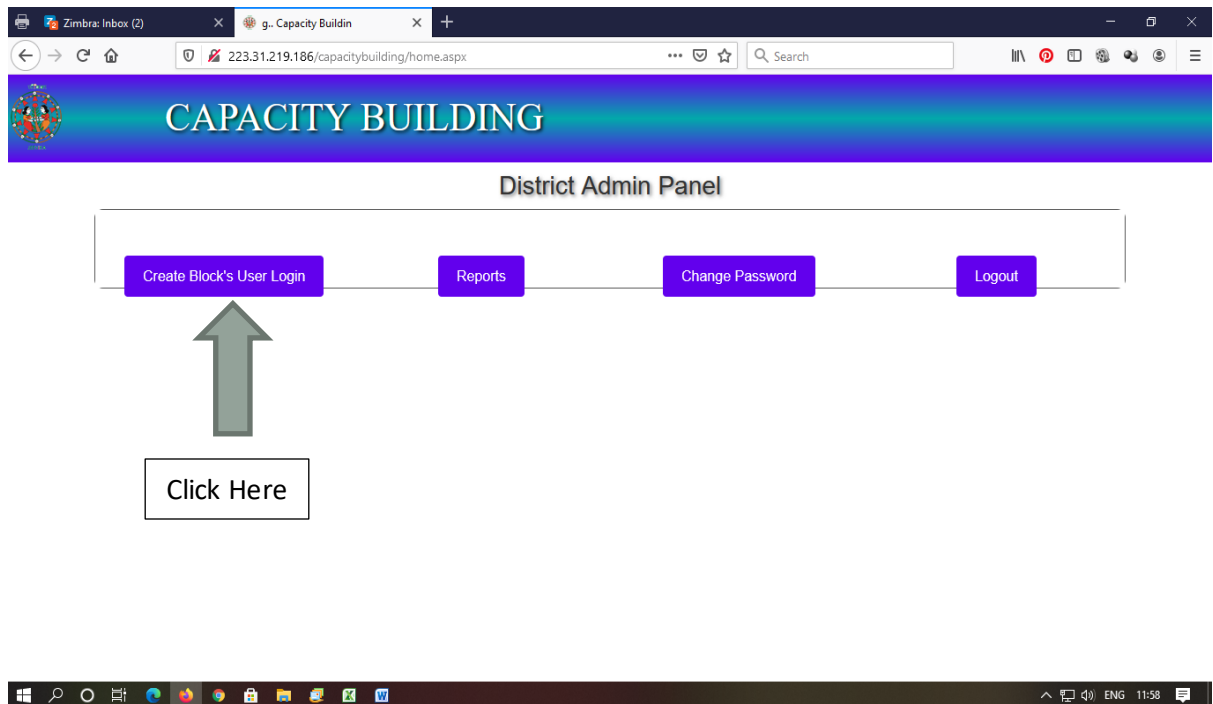 Zimbra: Inbox (2)
g.. Capacity Buildin
223.31.219.186/capacitybuilding/home.aspx
Search
CAPACITY BUILDING
District Admin Panel
Create Block's User Login
Reports
Change Password
Logout
Click Here
ENG
11:58